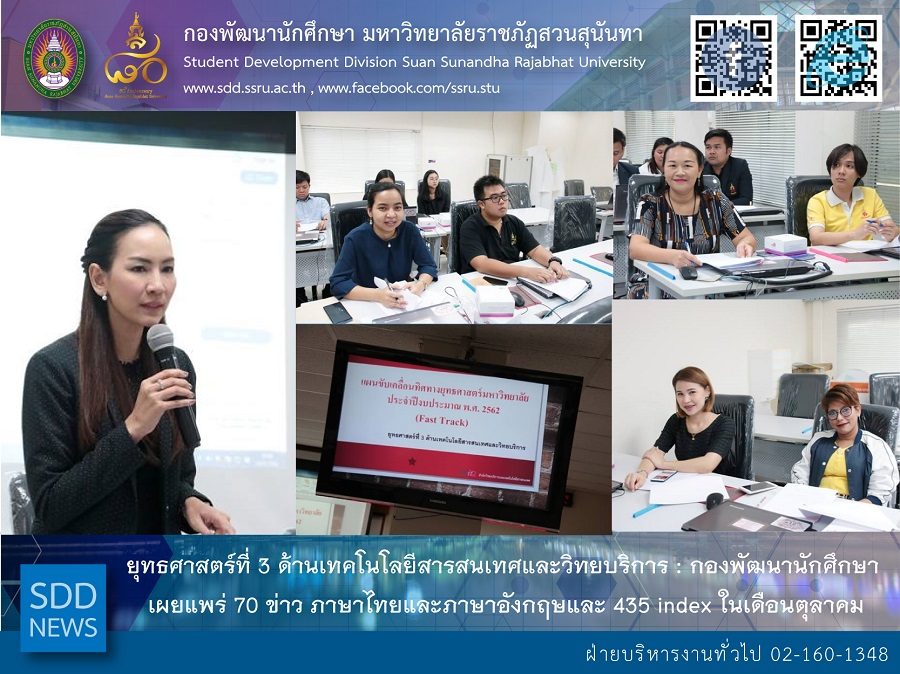 กองพัฒนานักศึกษา มหาวิทยาลัยราชภัฏสวนสุนันทา
Student Development Division Suan Sunandha Rajabhat University
www.sdd.ssru.ac.th , www.facebook.com/ssru.stu
แผนขับเคลื่อนทิศทางยุทธศาสตร์มหาวิทยาลัย
ประจำปีงบประมาณ พ.ศ. 2562
(Fast Track)
ยุทธศาสตร์ที่ 3 ด้านเทคโนโลยีสารสนเทศและวิทยบริการ
SAMSUNG
SDD
NEWS
ยุทธศาสตร์ที่ 3 ด้านเทคโนโลยีสารสนเทศและวิทยบริการ : กองพัฒนานักศึกษา
เผยแพร่ 70 ข่าว ภาษาไทยและภาษาอังกฤษและ 435 index ในเดือนตุลาคม
ฝ่ายบริหารงานทั่วไป 02-160-1348